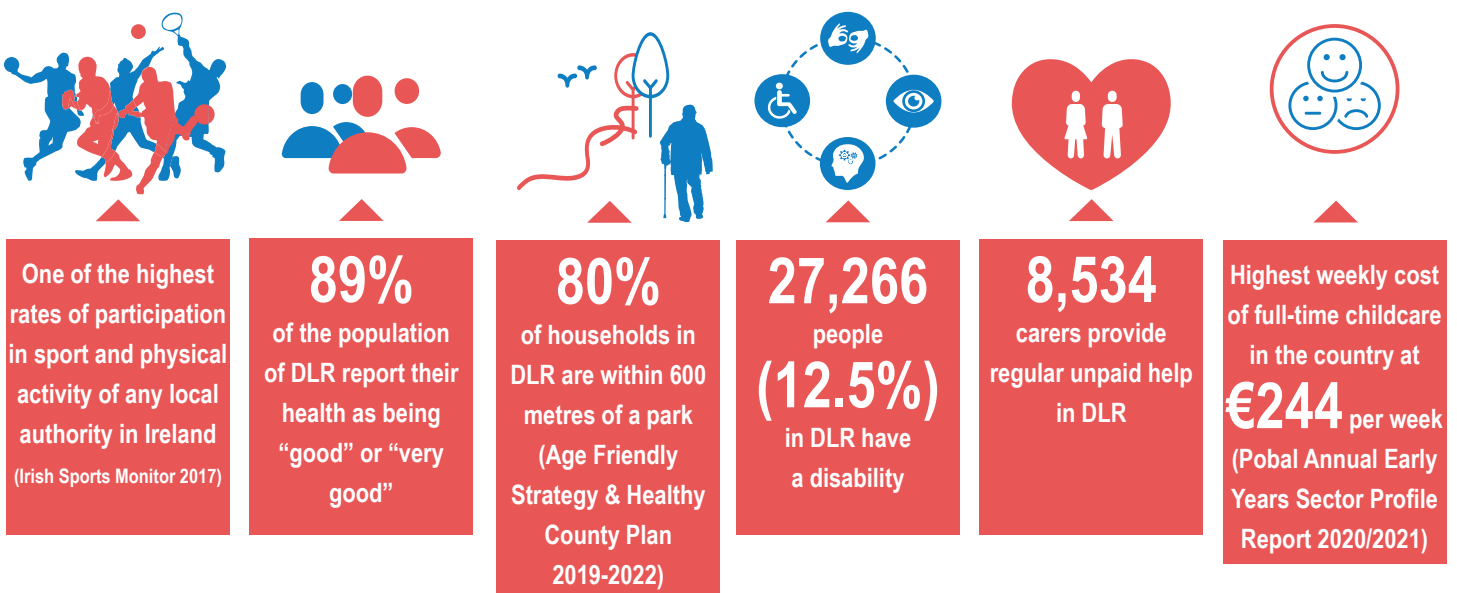 One of the highest
rates of participation
in sport and physical
activity of any local
authority in Ireland
(Irish Sports Monitor 2017)
89%
of the population
of DLR report their
health as being
“good” or “very
good”
80%
of households in
DLR are within 600
metres of a park
(Age Friendly
Strategy & Healthy
County Plan
2019-2022)
27,266
people
(12.5%)
in DLR have
a disability
8,534
carers provide
regular unpaid help
in DLR
Highest weekly cost
of full-time childcare
in the country at
€244 per week
(Pobal Annual Early
Years Sector Profile
Report 2020/2021)